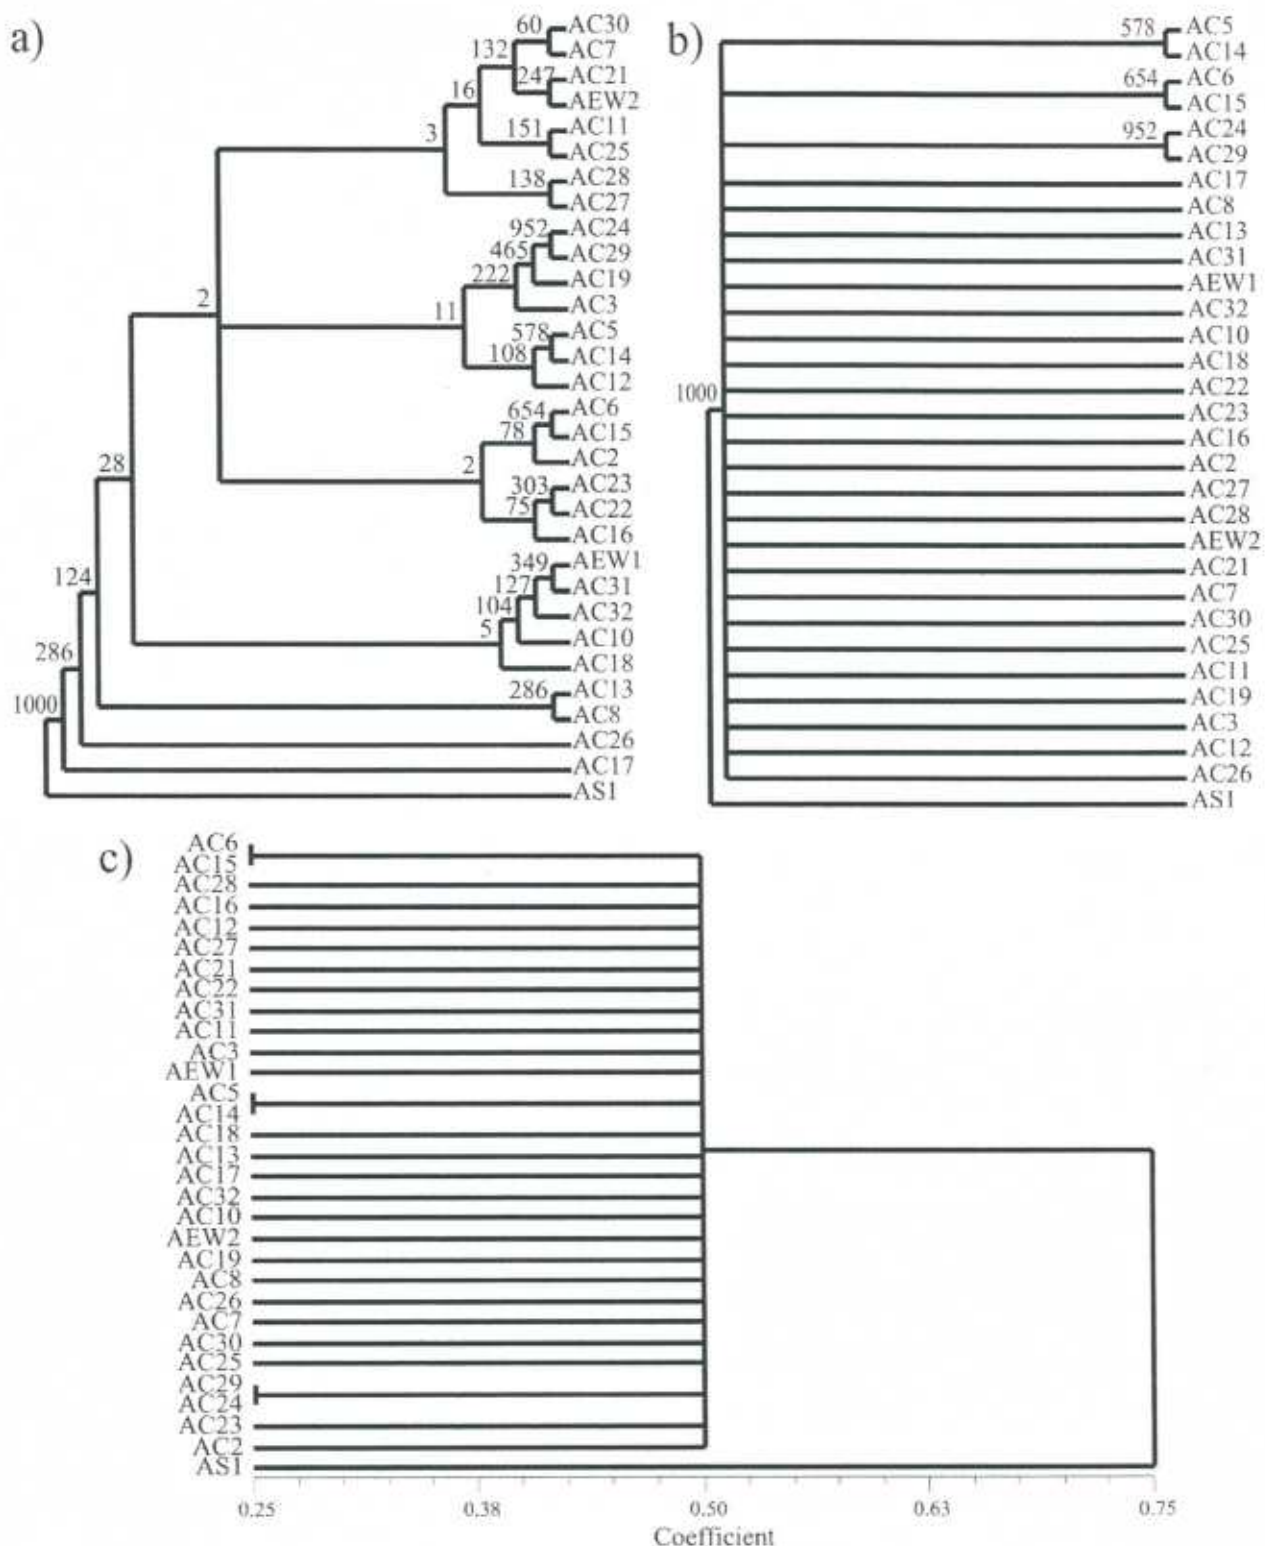 a)
60
AC30
AC7
132
247
AC21
AEW2
16
151
AC11
AC25
3
138
AC28
AC27
952
AC24
465
AC29
222
AC19
AC3
11
578
AC5
108
AC14
AC12
2
654
AC6
78
AC15
AC2
2
303
AC23
75
AC22
AC16
28
349
AEW1
127
AC31
104
AC32
5
AC10
AC18
124
286
AC13
AC8
286
AC26
1000
AC17
AS1
b)
578
AC5
AC14
654
AC6
AC15
952
AC24
AC29
AC17
AC8
AC13
AC31
AEW1
AC32
AC10
AC18
AC22
1000
AC23
AC16
AC2
AC27
AC28
AEW2
AC21
AC7
AC30
AC25
AC11
AC19
AC3
AC12
AC26
AS1
c)
AC6
AC15
AC28
AC16
AC12
AC27
AC21
AC22
AC31
AC11
AC3
AEW1
AC5
AC14
AC18
AC13
AC17
AC32
AC10
AEW2
AC19
AC8
AC26
AC7
AC30
AC25
AC29
AC24
AC23
AC2
AS1
0.25 0.38 0.50 0.63 0.75
Coefficient